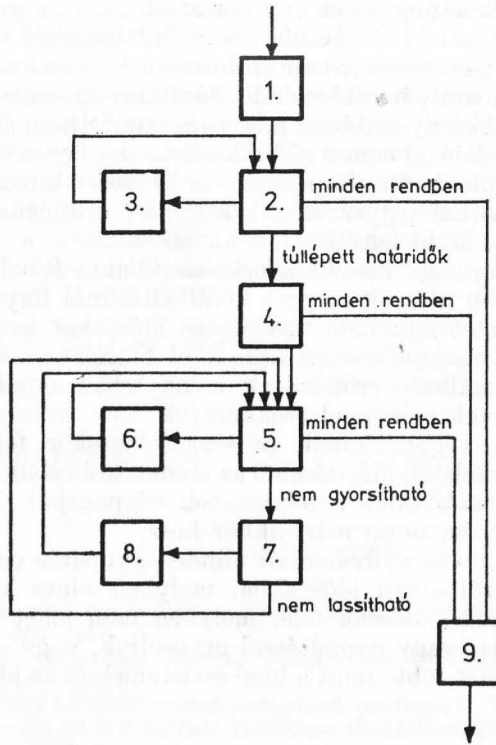 1.
3.
2.
minden rendben
túllépett határidők
4.
minden rendben
6.
5.
minden rendben
nem gyorsítható
8.
7.
nem lassítható
9.